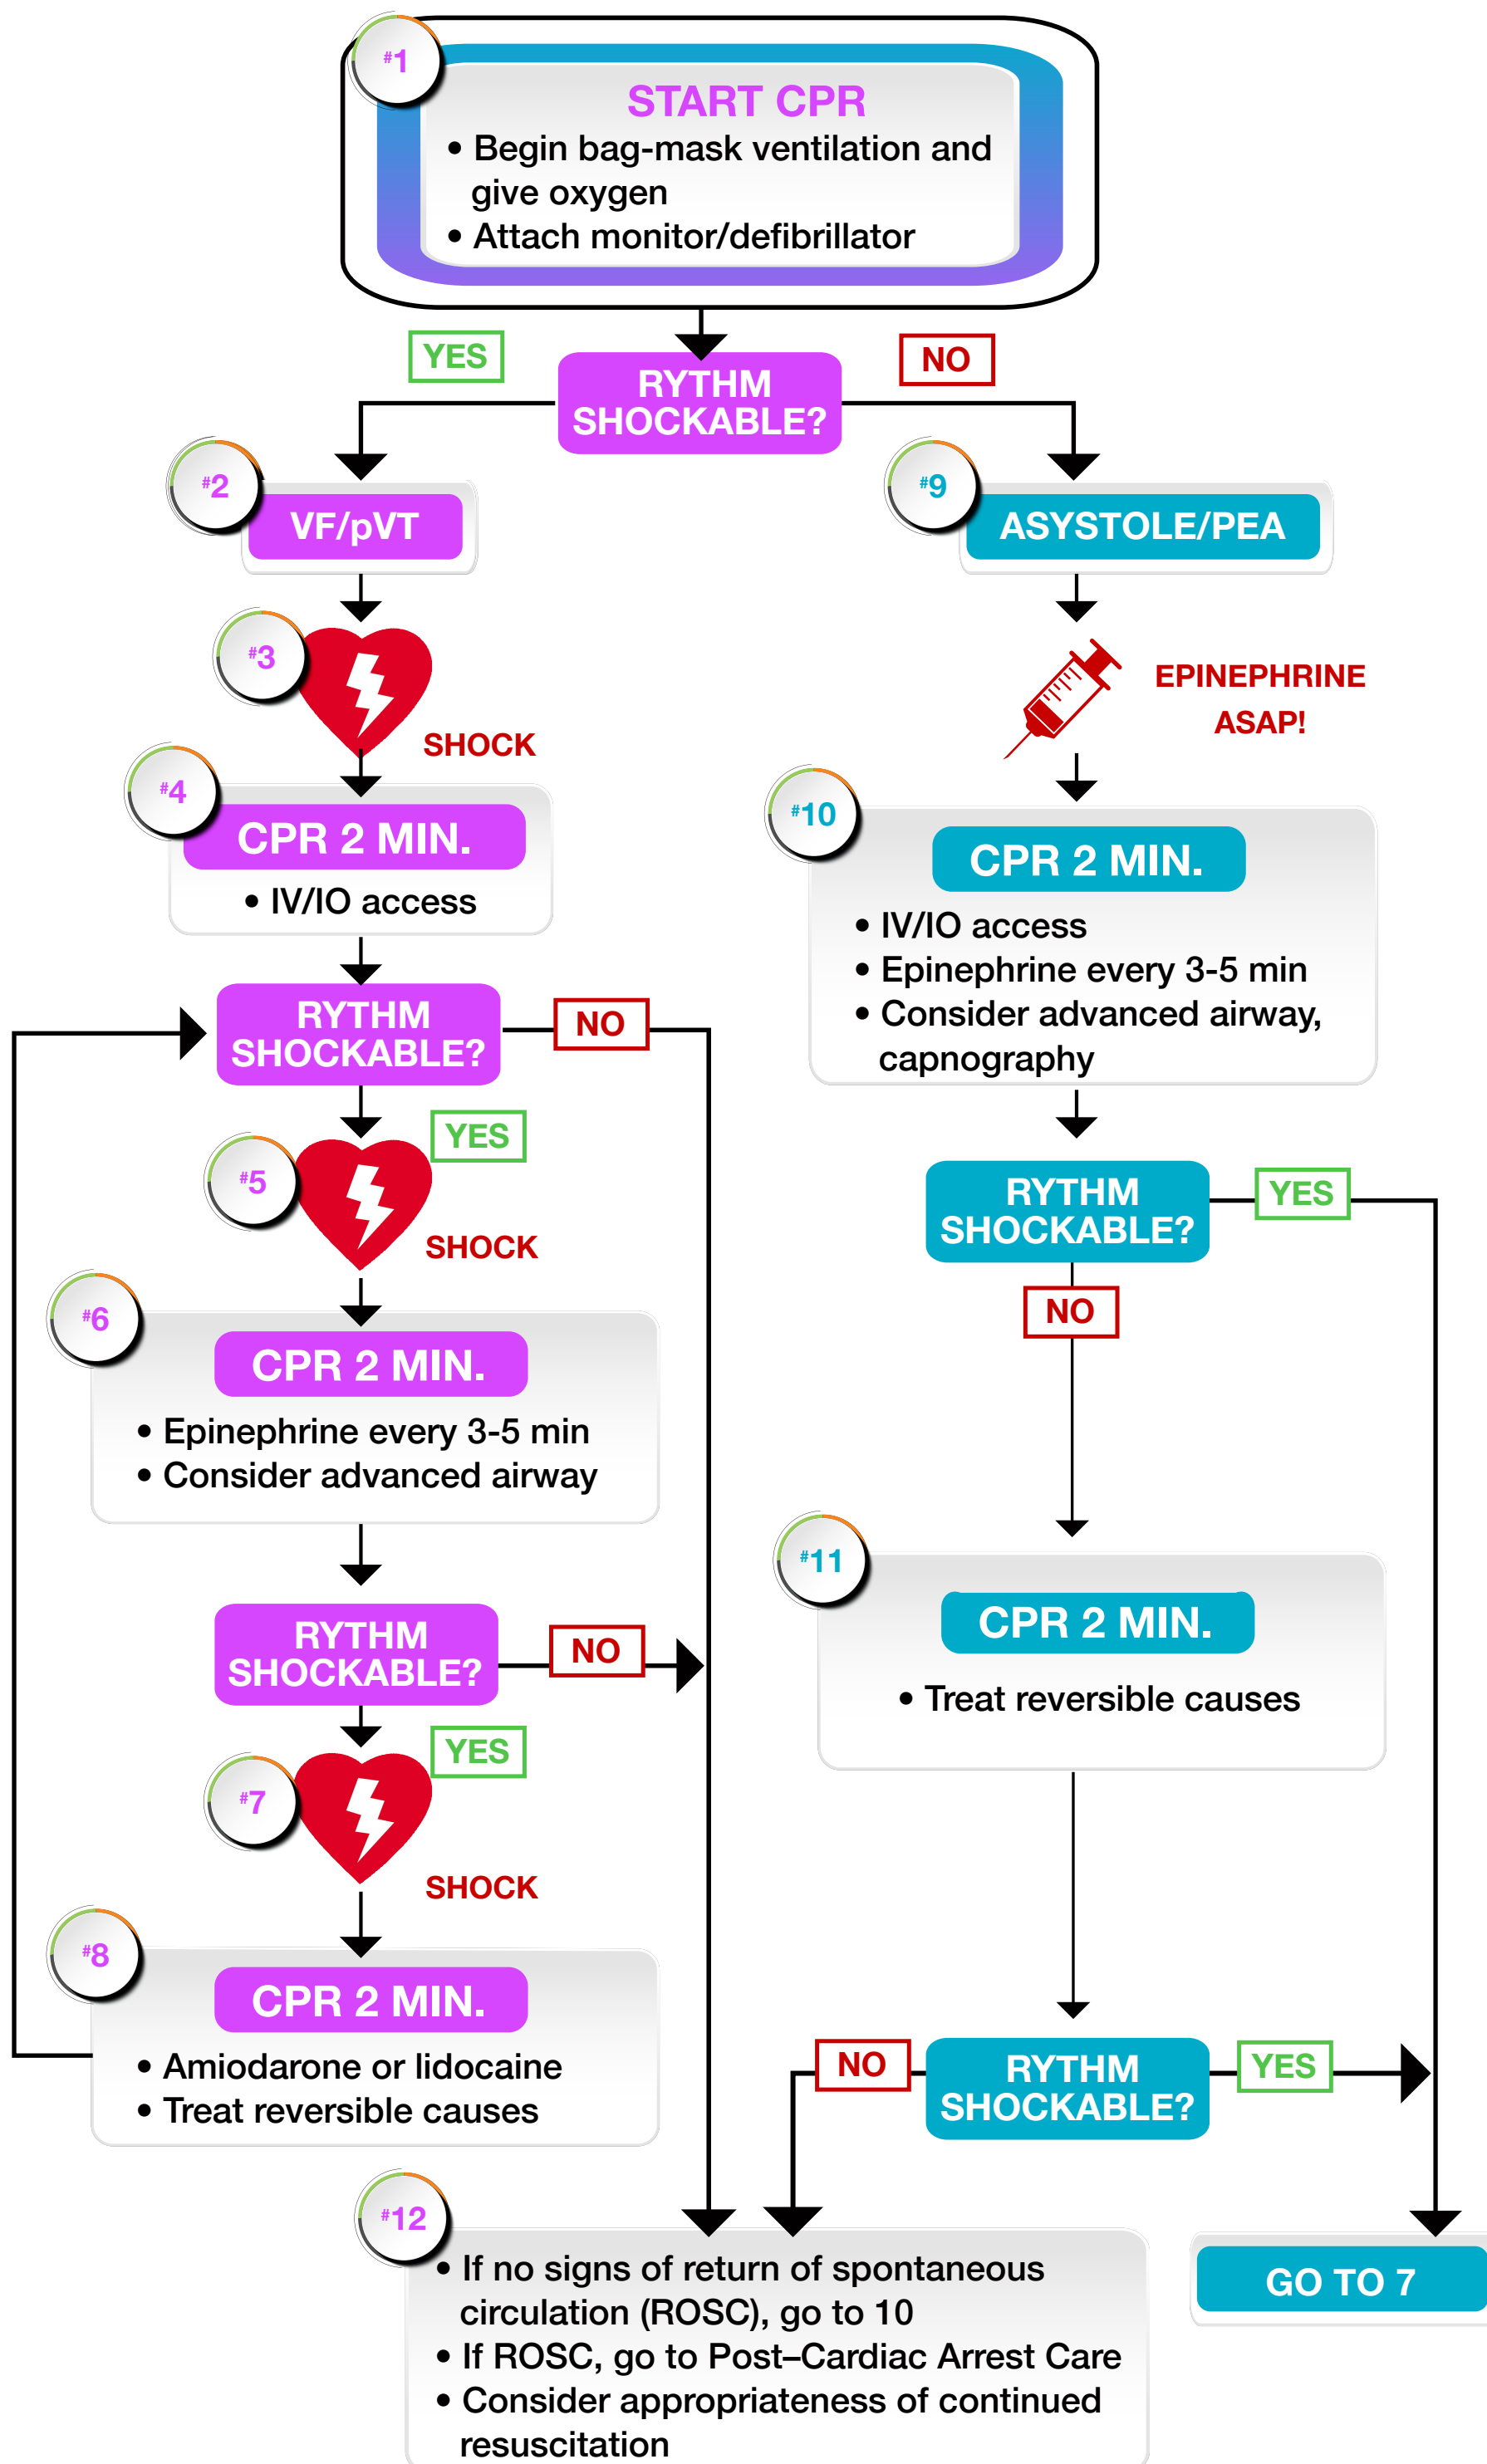 #1
START CPR
• Begin bag-mask ventilation and
give oxygen
• Attach monitor/defibrillator
YES
NO
RYTHM
SHOCKABLE?
#2
VF/pVT
#3
SHOCK
#4
CPR 2 MIN.
• IV/IO access
RYTHM
SHOCKABLE?
NO
YES
#5
SHOCK
#6
CPR 2 MIN.
• Epinephrine every 3-5 min
• Consider advanced airway
RYTHM
SHOCKABLE?
NO
YES
#7
SHOCK
#8
CPR 2 MIN.
• Amiodarone or lidocaine
• Treat reversible causes
#9
ASYSTOLE/PEA
EPINEPHRINE
ASAP!
#10
CPR 2 MIN.
• IV/IO access
• Epinephrine every 3-5 min
• Consider advanced airway,
capnography
RYTHM
SHOCKABLE?
YES
NO
#11
CPR 2 MIN.
• Treat reversible causes
NO
RYTHM
SHOCKABLE?
YES
#12
• If no signs of return of spontaneous
circulation (ROSC), go to 10
• If ROSC, go to Post–Cardiac Arrest Care
• Consider appropriateness of continued
resuscitation
GO TO 7